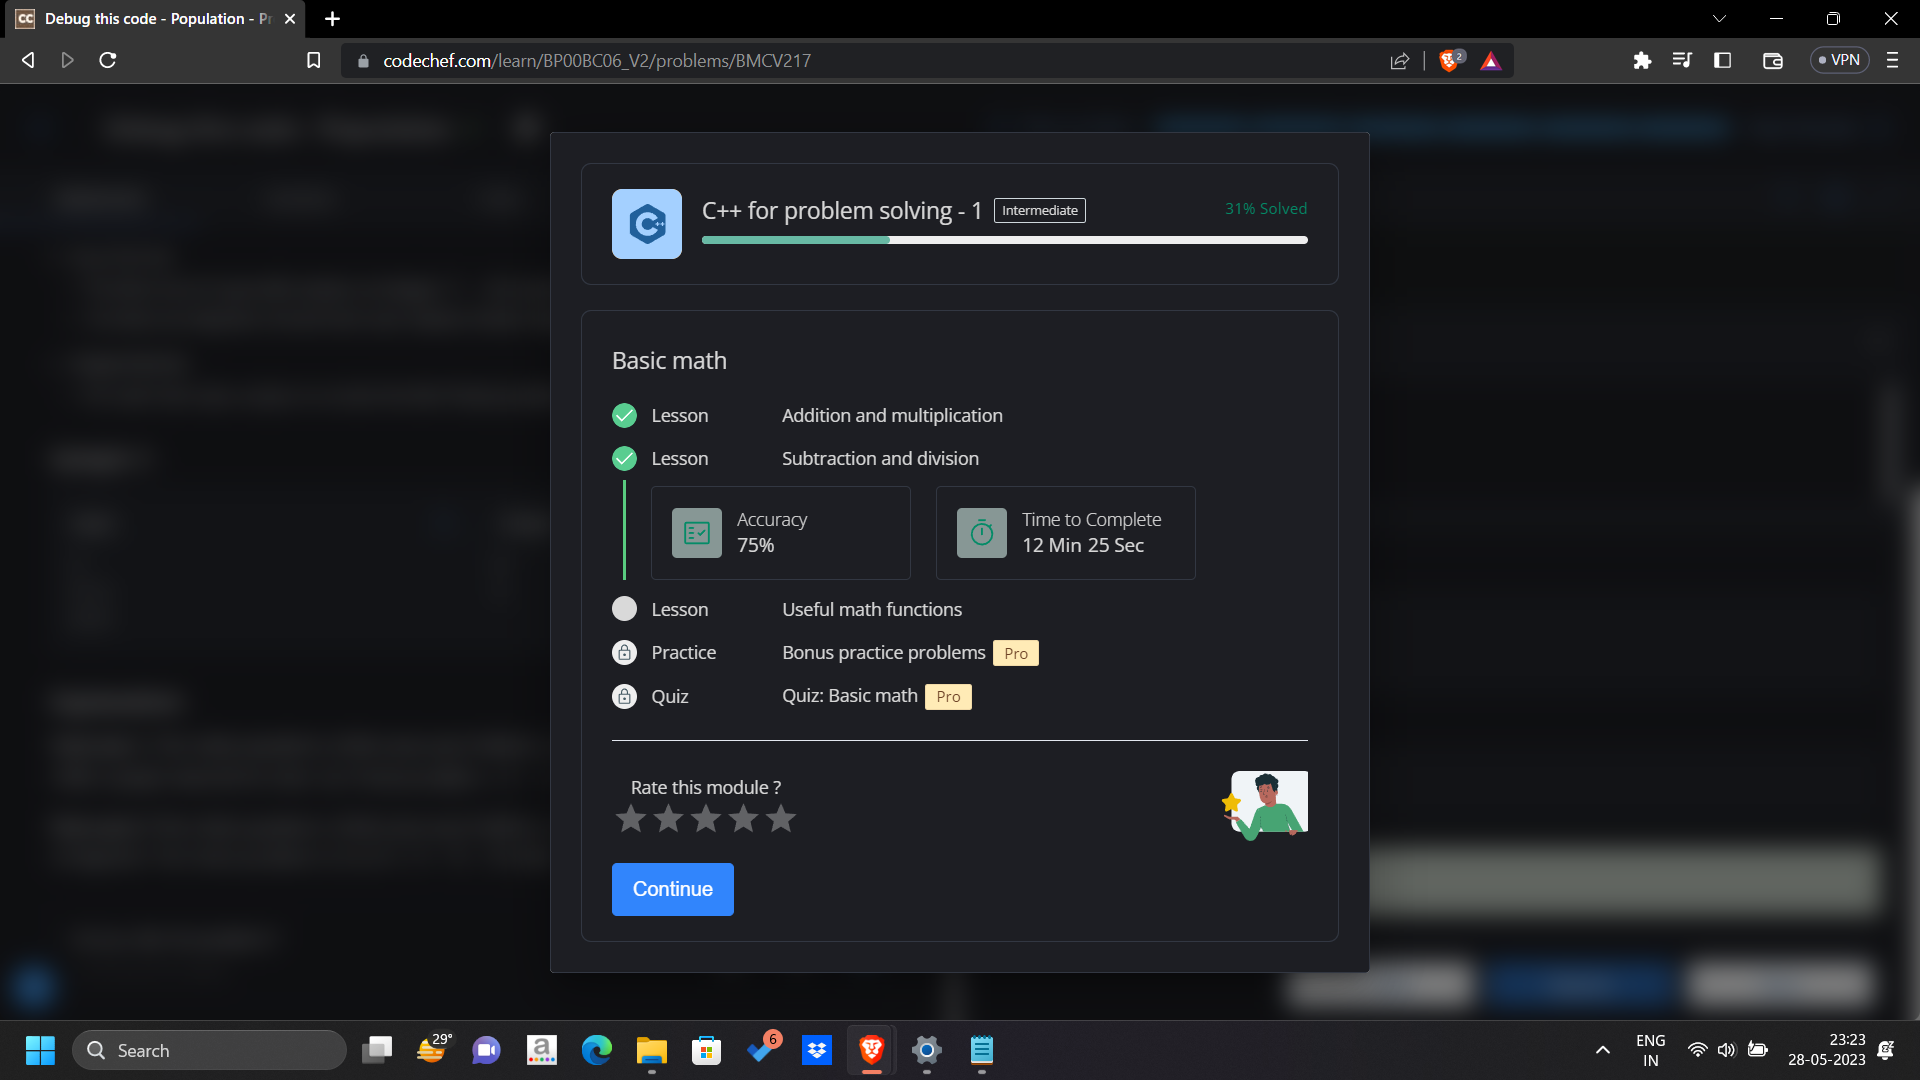 CC Debug this code - Population - Pr
codechef.com/learn/BP00BC06_V2/problems/BMCV217
2
VPN
C++ for problem solving - 1 Intermediate
31% Solved
Basic math
Lesson Addition and multiplication
Lesson Subtraction and division
Accuracy
75%
Time to Complete
12 Min 25 Sec
Lesson Useful math functions
Practice Bonus practice problems Pro
Quiz Quiz: Basic math Pro
Rate this module ?
Continue
Search
29°
a
6
ENG
IN
23:23
28-05-2023